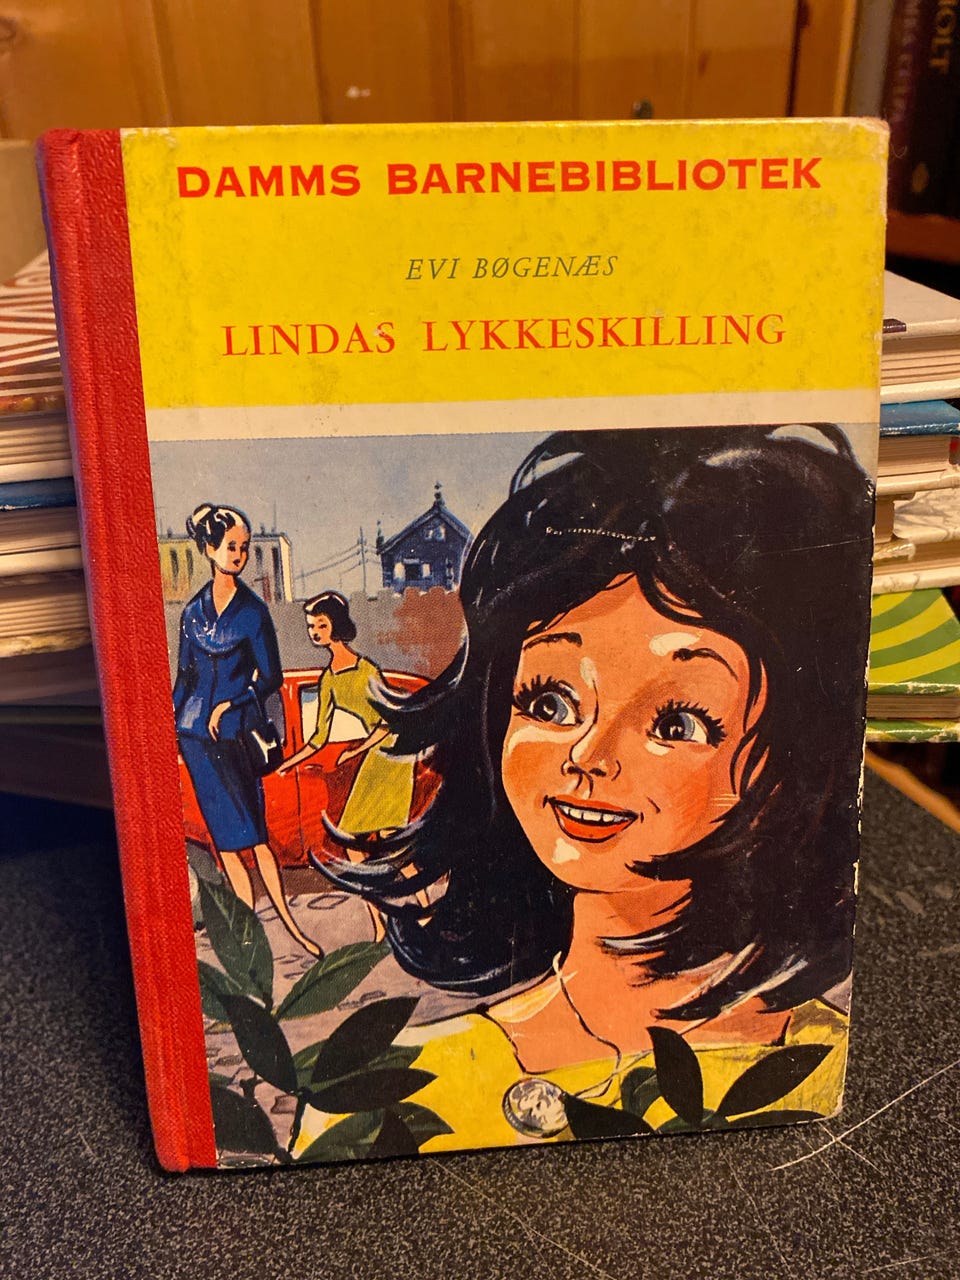 DAMMS BARNEBIBLIOTEK
EVI BØGENÆS
LINDAS LYKKESKILLING